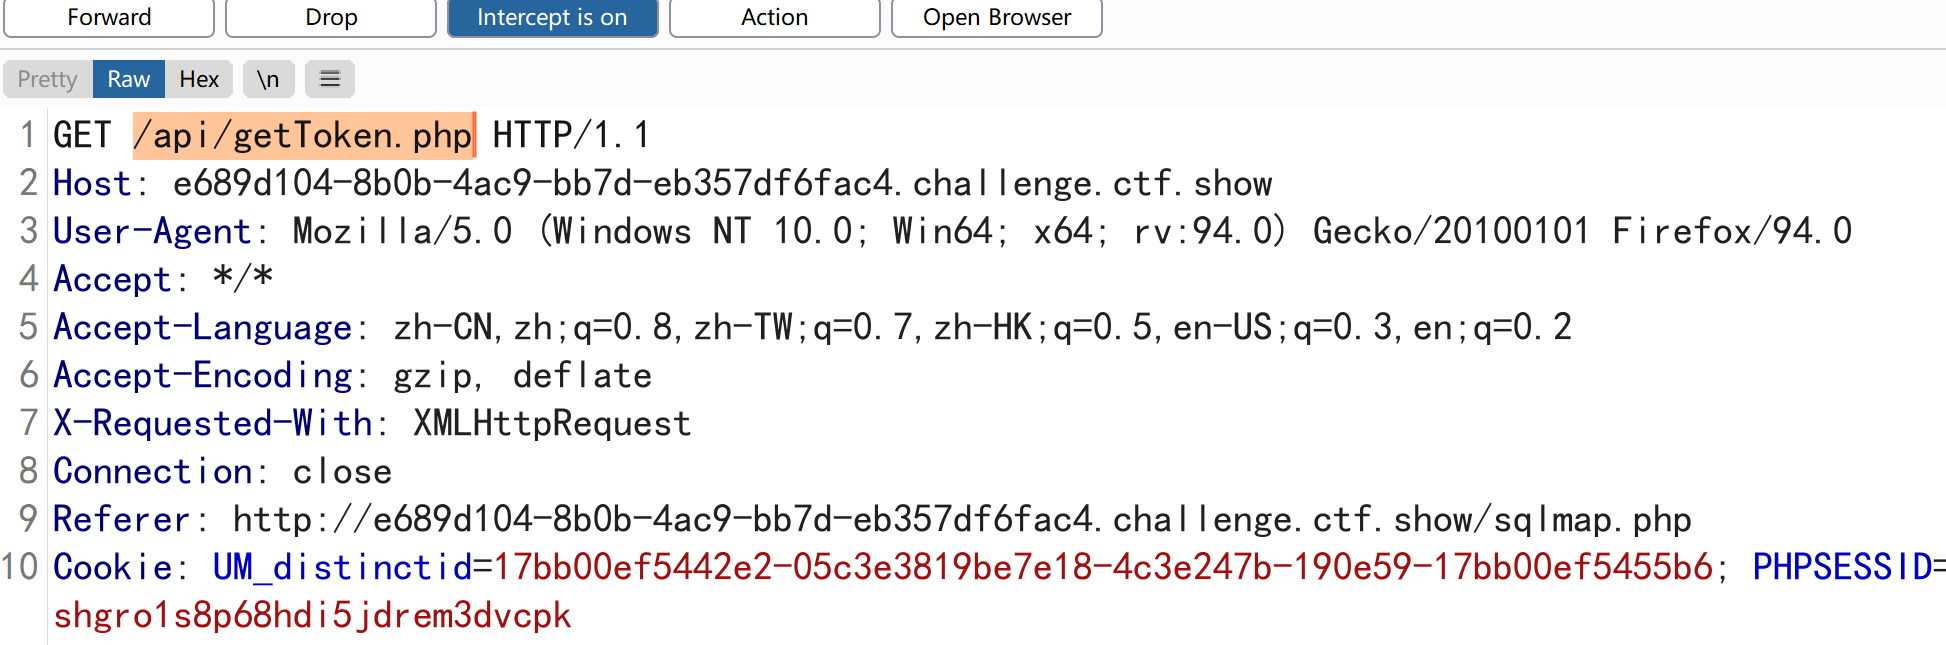 Forward Drop Intercept is on Action Open Browser
Pretty Raw Hex \n ≡
1 GET /api/getToken.php HTTP/1.1
2 Host: e689d104-8b0b-4ac9-bb7d-eb357df6fac4.challenge.ctf.show
3 User-Agent: Mozilla/5.0 (Windows NT 10.0; Win64; x64; rv:94.0) Gecko/20100101 Firefox/94.0
4 Accept: */*
5 Accept-Language: zh-CN,zh;q=0.8,zh-TW;q=0.7,zh-HK;q=0.5,en-US;q=0.3,en;q=0.2
6 Accept-Encoding: gzip, deflate
7 X-Requested-With: XMLHttpRequest
8 Connection: close
9 Referer: http://e689d104-8b0b-4ac9-bb7d-eb357df6fac4.challenge.ctf.show/sqlmap.php
10 Cookie: UM_distinctid=17bb00ef5442e2-05c3e3819be7e18-4c3e247b-190e59-17bb00ef5455b6; PHPSESSID=
shgro1s8p68hdi5jdrem3dvcpk